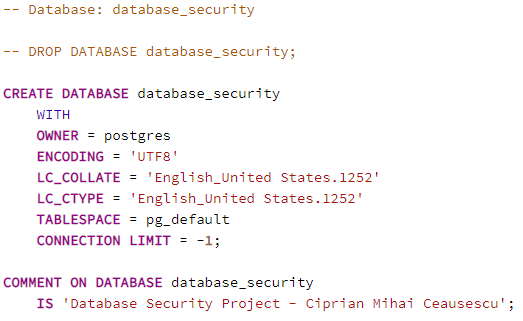 -- Database: database_security
-- DROP DATABASE database_security;
CREATE DATABASE database_security
WITH
OWNER = postgres
ENCODING = 'UTF8'
LC_COLLATE = 'English_United States.1252'
LC_CTYPE = 'English_United States.1252'
TABLESPACE = pg_default
CONNECTION LIMIT = -1;
COMMENT ON DATABASE database_security
IS 'Database Security Project - Ciprian Mihai Ceausescu';